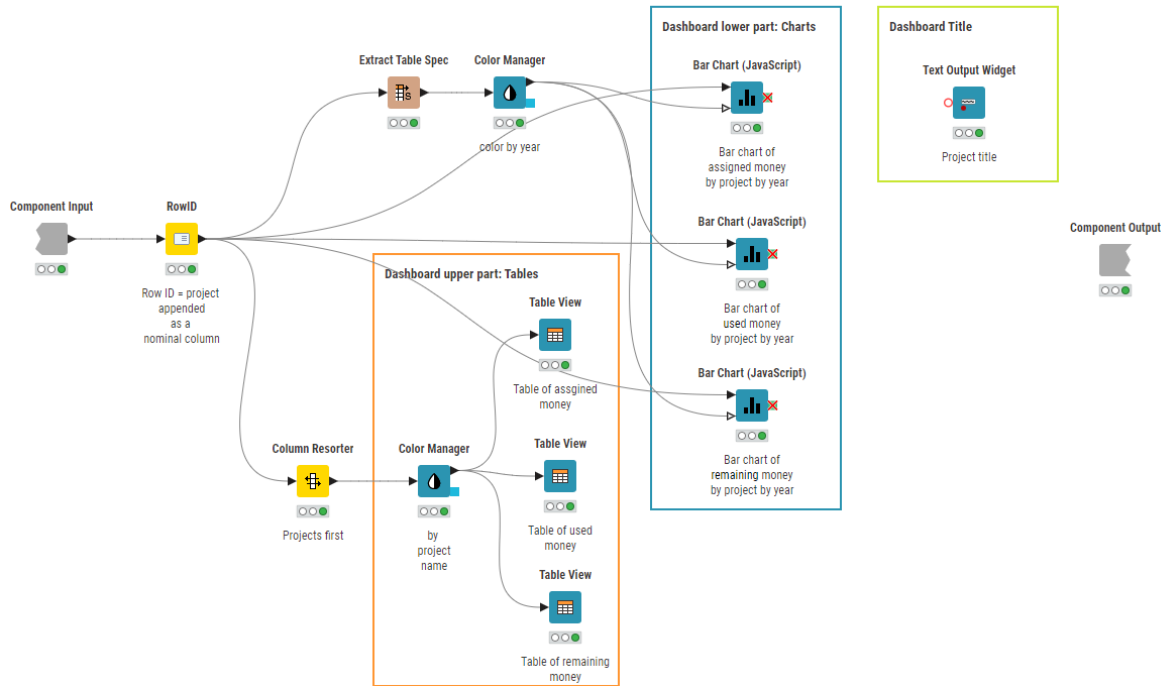 Dashboard lower part: Charts
Dashboard Title
Extract Table Spec
Color Manager
Bar Chart (JavaScript)
Text Output Widget
S
color by year
Bar chart of
assigned money
by project by year
Project title
Component Input
RowID
Bar Chart (JavaScript)
Component Output
Dashboard upper part: Tables
Row ID = project
appended
as a
nominal column
Table View
Bar chart of
used money
by project by year
Bar Chart (JavaScript)
Table of assgined
money
Column Resorter
Color Manager
Table View
Bar chart of
remaining money
by project by year
Projects first
by
project
name
Table of used
money
Table View
Table of remaining
money